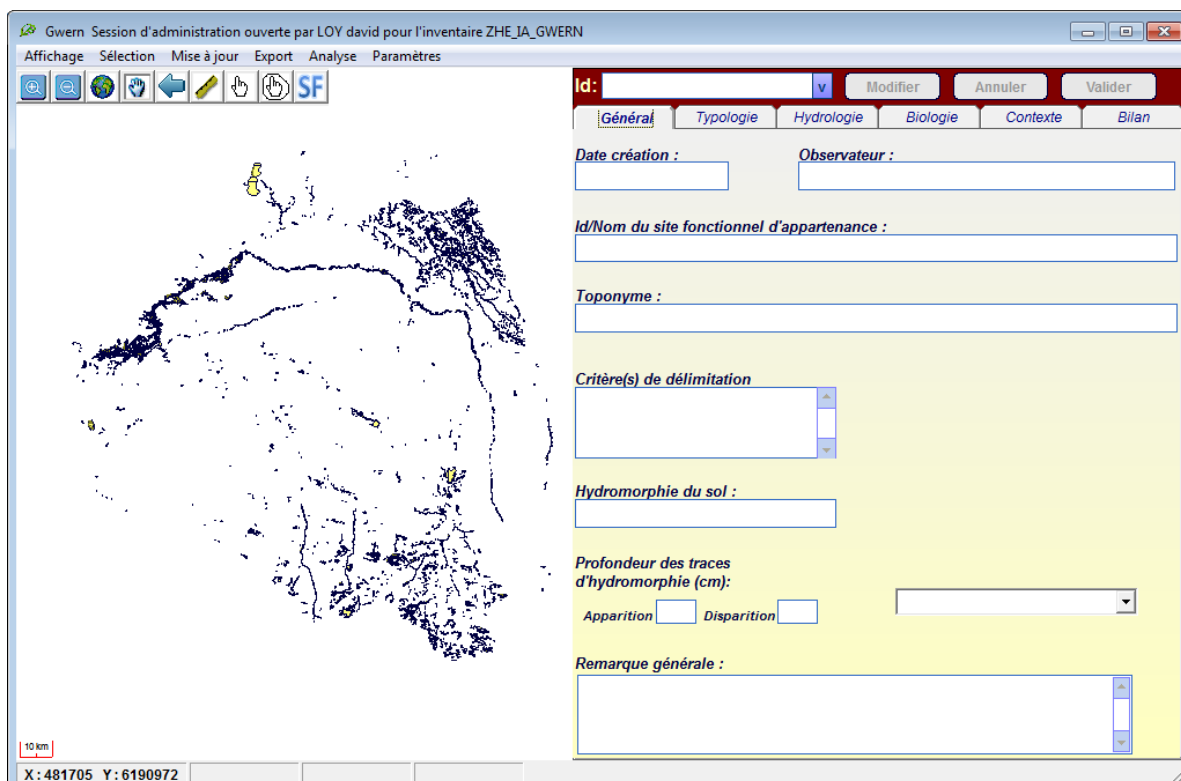 Gwern Session d'administration ouverte par LOY david pour l'inventaire ZHE_IA_GWERN
Affichage Sélection Mise à jour Export Analyse Paramètres
SF
Id: v Modifier Annuler Valider
Général Typologie Hydrologie Biologie Contexte Bilan
Date création : Observateur :
Id/Nom du site fonctionnel d'appartenance :
Toponyme :
Critère(s) de délimitation
Hydromorphie du sol :
Profondeur des traces
d'hydromorphie (cm):
Apparition Disparition
Remarque générale :
10 km
X : 481705 Y : 6190972